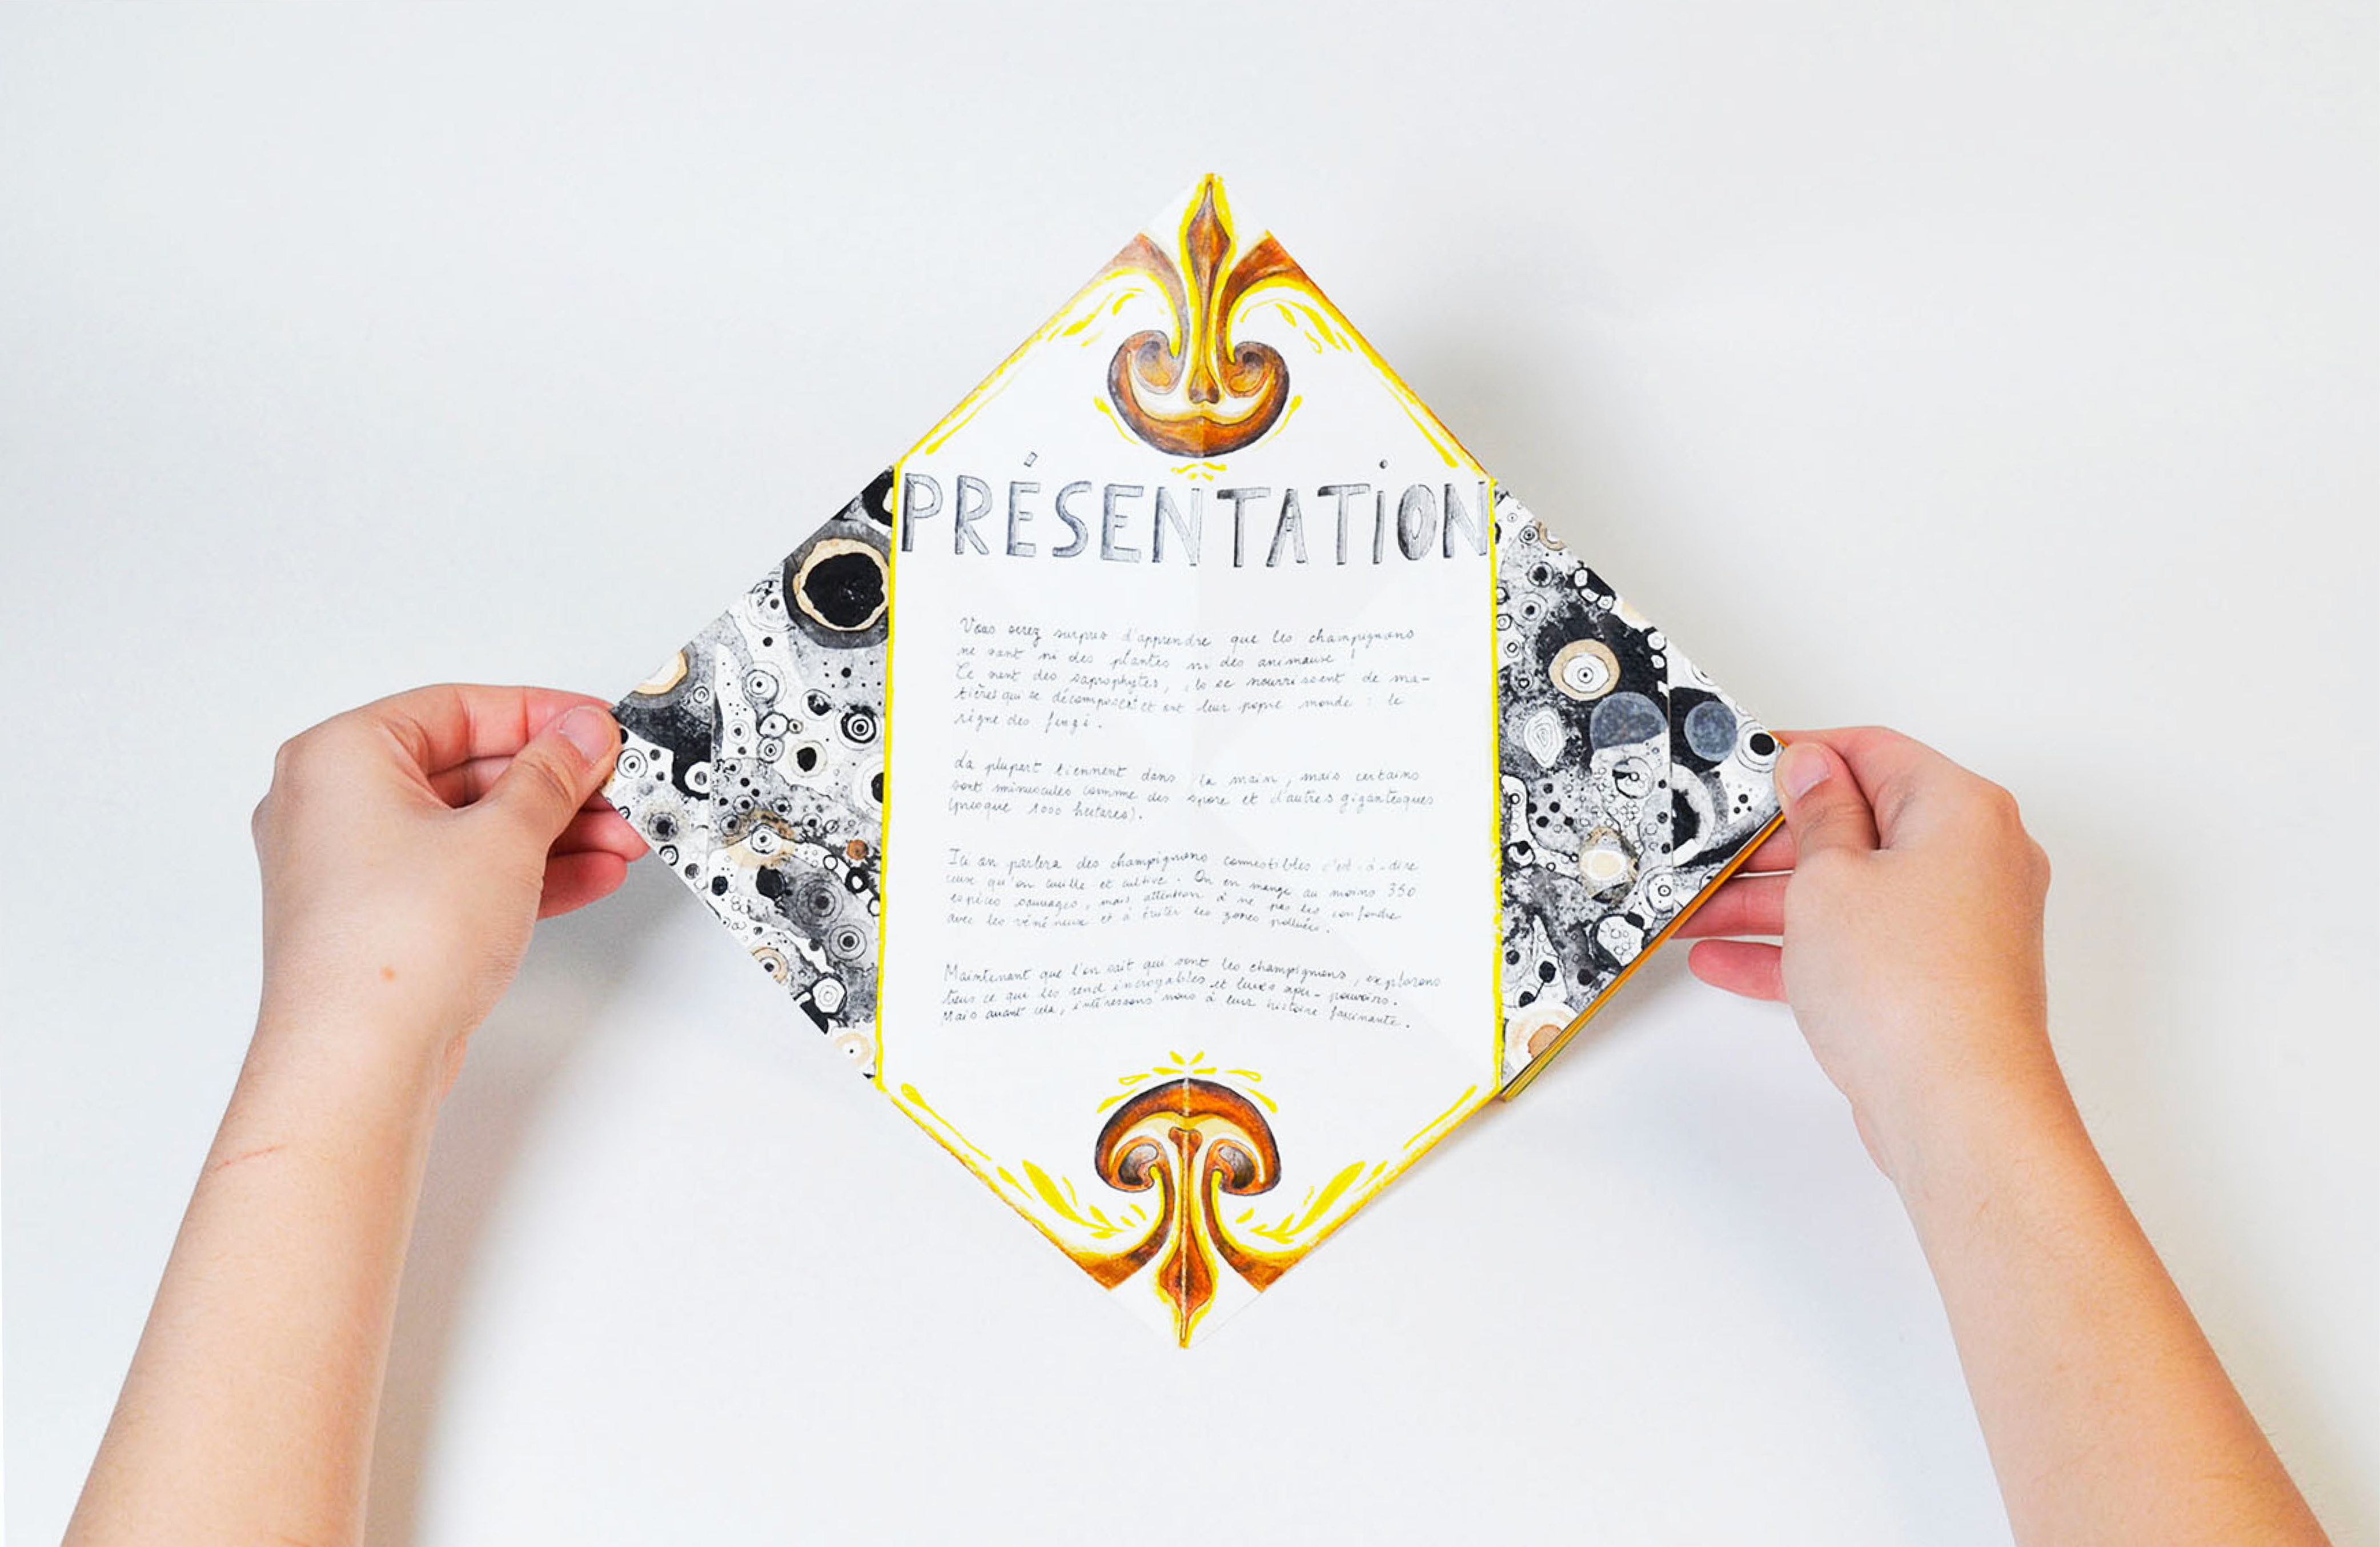 PRÉSENTATION
Vous serez surpris d'apprendre que les champignons
ne sont ni des plantes ni des animaux !
Ce sont des saprophytes, ils se nourrissent de ma-
tières qui se décomposent et ont leur propre monde : le
règne des fungi.
La plupart tiennent dans la main, mais certains
sont minuscules comme des spore et d'autres gigantesques
(presque 1000 hectares).
Ici on parlera des champignons comestibles c'est-à-dire
ceux qu'on cueille et cultive. On en mange au moins 350
espèces sauvages, mais attention à ne pas les confondre
avec les vénéneux et à éviter les zones polluées.
Maintenant que l'on sait qui sont les champignons, explorons
tous ce qui les rend incroyables et leurs super-pouvoirs.
Mais avant cela, intéressons nous à leur histoire fascinante.